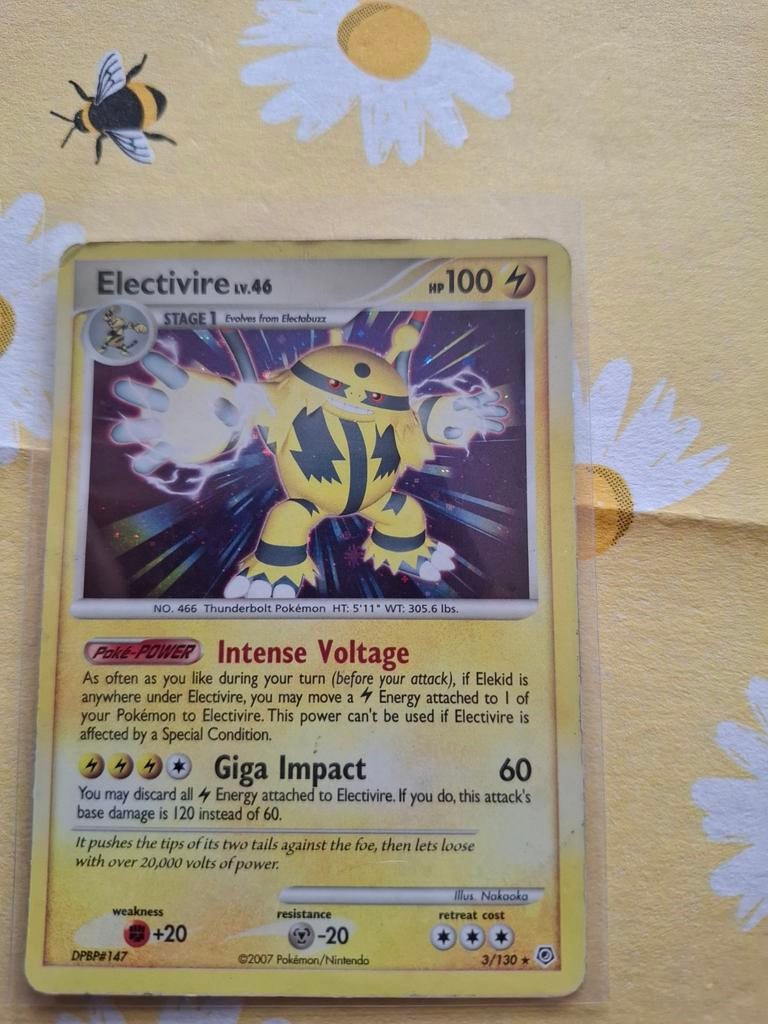 Electivire LV.46 HP 100
STAGE 1 Evolves from Electabuzz
NO. 466 Thunderbolt Pokémon HT: 5'11" WT: 305.6 lbs.
Poké-POWER Intense Voltage
As often as you like during your turn (before your attack), if Elekid is
anywhere under Electivire, you may move a Energy attached to 1 of
your Pokémon to Electivire. This power can't be used if Electivire is
affected by a Special Condition.
Giga Impact 60
You may discard all Energy attached to Electivire. If you do, this attack's
base damage is 120 instead of 60.
It pushes the tips of its two tails against the foe, then lets loose
with over 20,000 volts of power.
Illus. Nakaoka
weakness resistance retreat cost
+20 -20
DPBP#147 ©2007 Pokémon/Nintendo 3/130 ★